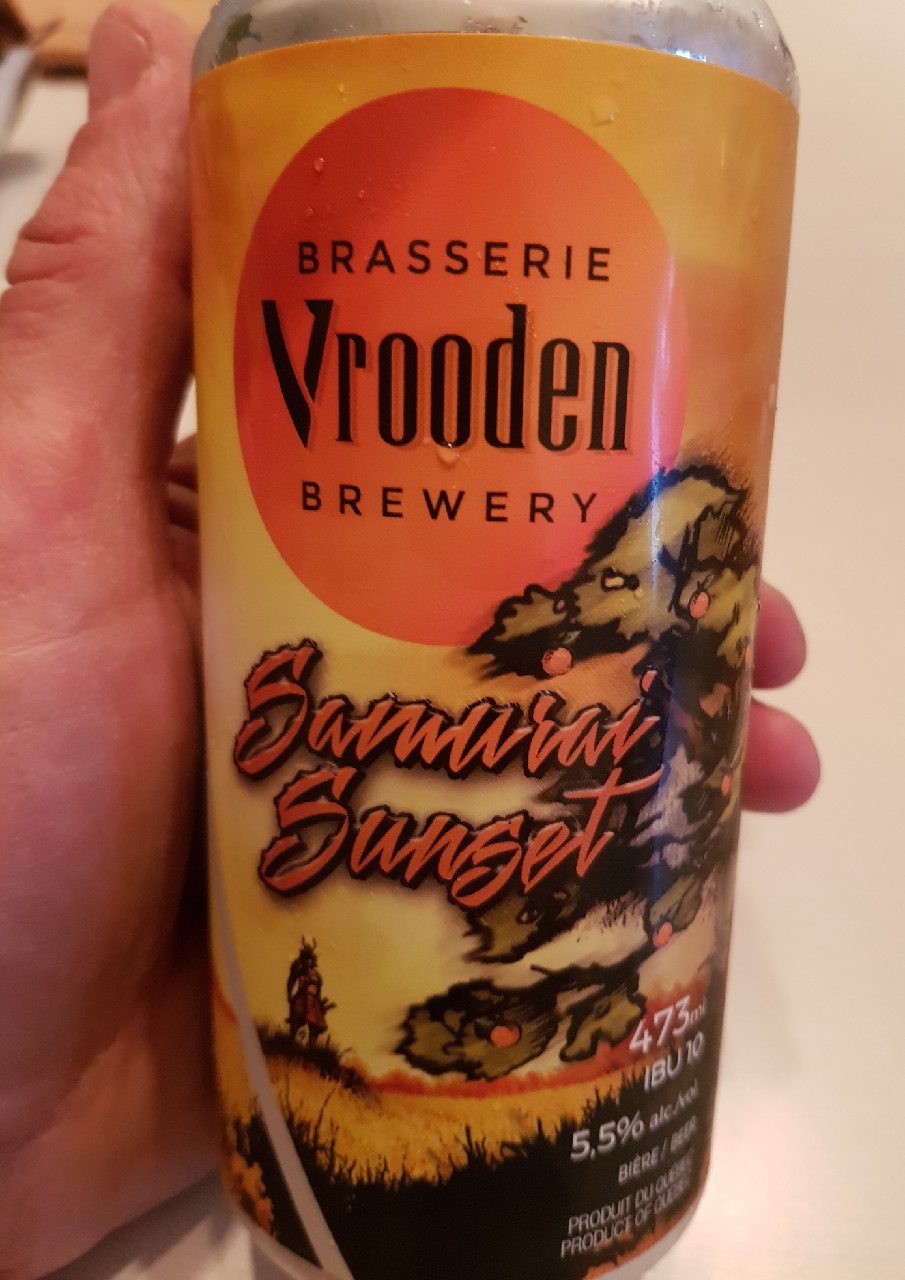 BRASSERIE
Vrooden
BREWERY
Samurai
Sunset
473ml
IBU 10
5,5% alc./vol.
BIÈRE / BEER
PRODUIT DU QUÉBEC
PRODUCT OF QUEBEC